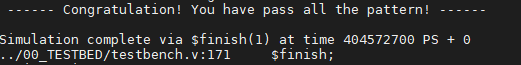 ------ Congratulation! You have pass all the pattern! ------
Simulation complete via $finish(1) at time 404572700 PS + 0
../00_TESTBED/testbench.v:171     $finish;